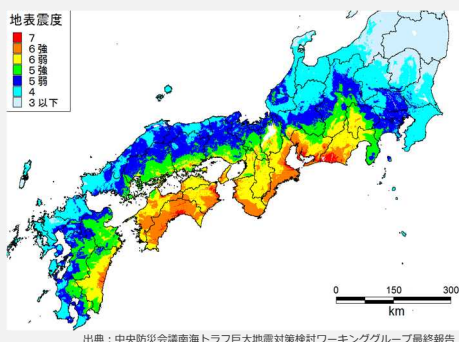 地表震度
7
6強
6弱
5強
5弱
4
3以下
0 150 300
km
出典：中央防災会議南海トラフ巨大地震対策検討ワーキンググループ最終報告